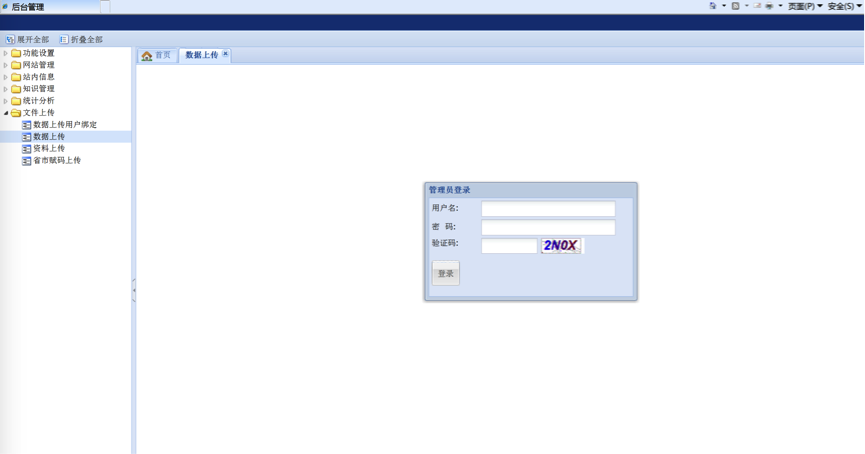 后台管理
页面(P)
安全(S)
展开全部
折叠全部
功能设置
网站管理
站内信息
知识管理
统计分析
文件上传
数据上传用户绑定
数据上传
资料上传
省市赋码上传
首页
数据上传
管理员登录
用户名:
密 码:
验证码:
2N0X
登录